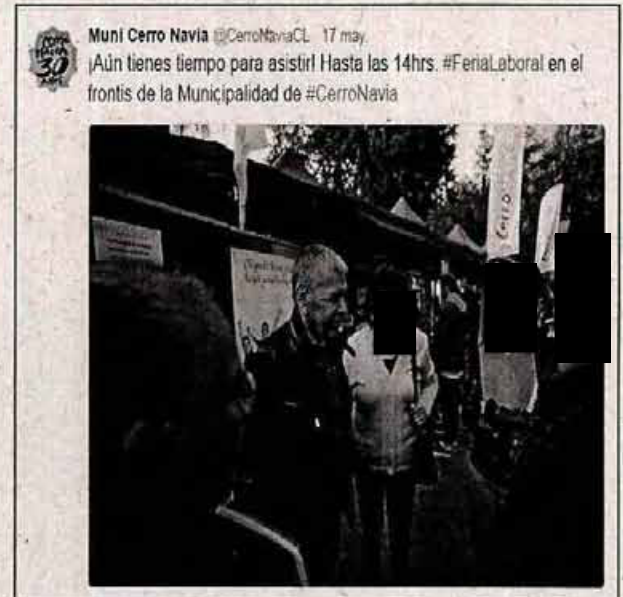 Muni Cerro Navia @CerroNaviaCL 17 may.
¡Aún tienes tiempo para asistir! Hasta las 14hrs. #FeriaLaboral en el
frontis de la Municipalidad de #CerroNavia
30